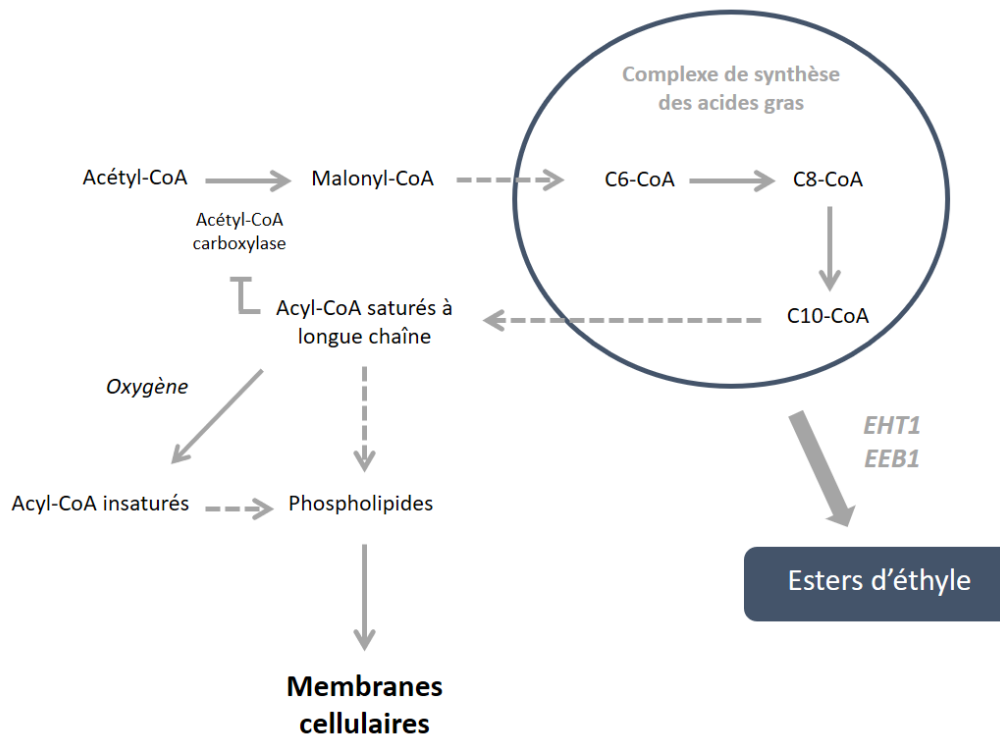 Complexe de synthèse
des acides gras
Acétyl-CoA
Malonyl-CoA
C6-CoA
C8-CoA
Acétyl-CoA
carboxylase
Acyl-CoA saturés à
longue chaîne
C10-CoA
Oxygène
EHT1
EEB1
Acyl-CoA insaturés
Phospholipides
Esters d’éthyle
Membranes
cellulaires